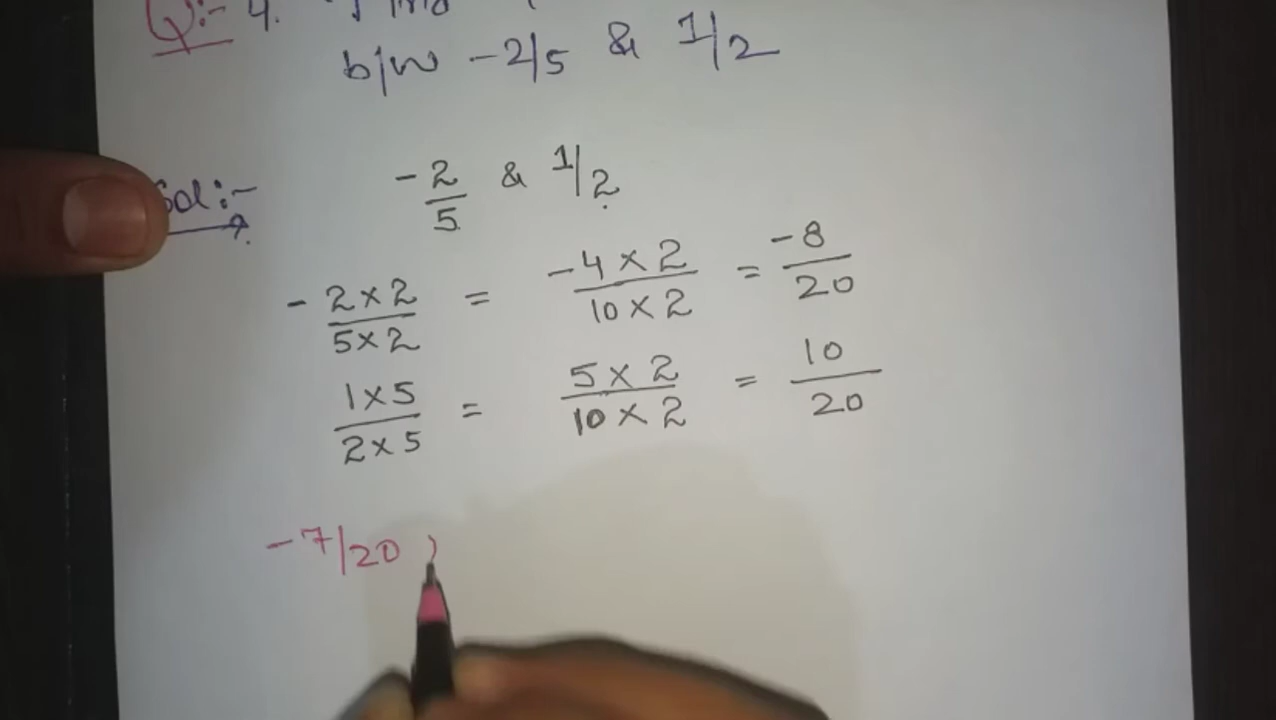 Q:- 4. Find
b/w -2/5 & 1/2
Sol:- -2/5 & 1/2
- 2×2/5×2 = -4×2/10×2 = -8/20
1×5/2×5 = 5×2/10×2 = 10/20
-7/20 ,